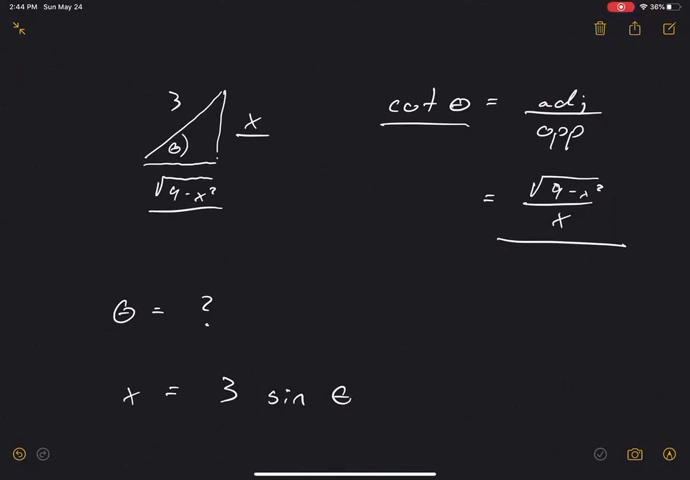 2:44 PM Sun May 24
36%
3
x
θ
√9-x²
cot θ = adj/opp
= √9-x²/x
θ = ?
x = 3 sin θ